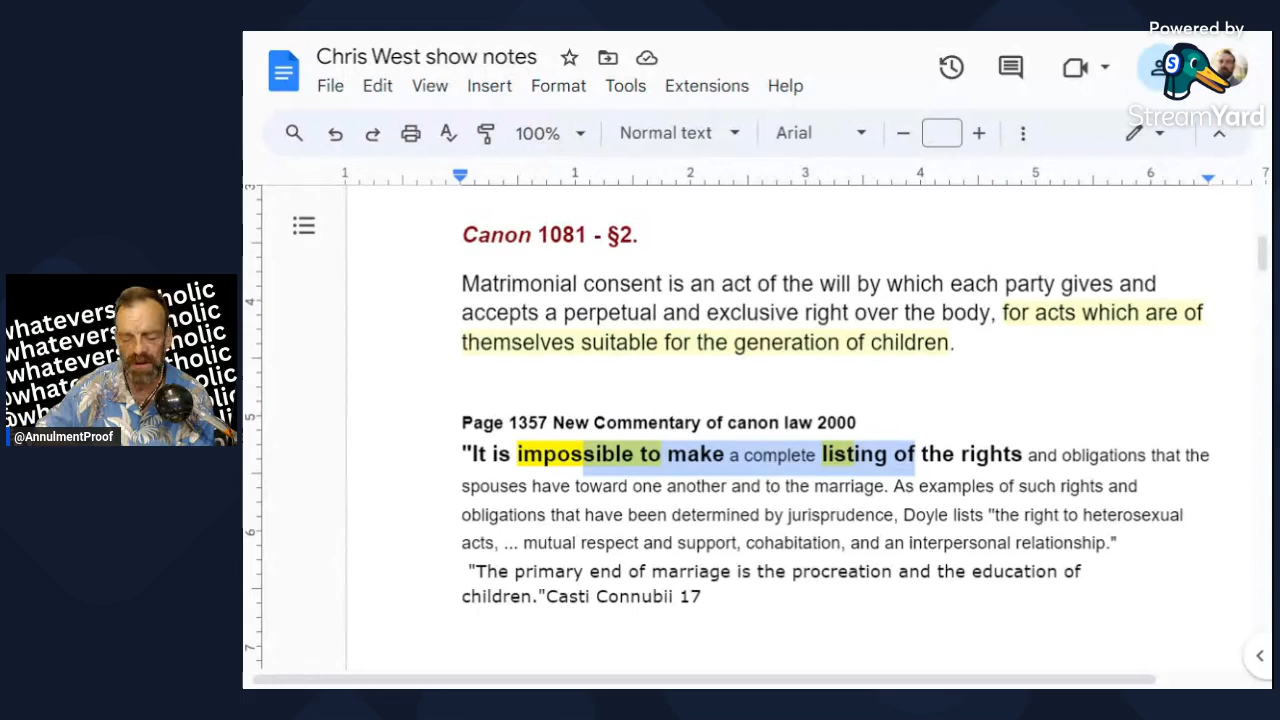 Powered by
StreamYard
Chris West show notes
File Edit View Insert Format Tools Extensions Help
100% Normal text Arial
1 1 2 3 4 5 6 7
3
4
5
6
7
Canon 1081 - §2.
Matrimonial consent is an act of the will by which each party gives and
accepts a perpetual and exclusive right over the body, for acts which are of
themselves suitable for the generation of children.
Page 1357 New Commentary of canon law 2000
"It is impossible to make a complete listing of the rights and obligations that the
spouses have toward one another and to the marriage. As examples of such rights and
obligations that have been determined by jurisprudence, Doyle lists "the right to heterosexual
acts, ... mutual respect and support, cohabitation, and an interpersonal relationship."
"The primary end of marriage is the procreation and the education of
children."Casti Connubii 17
@AnnulmentProof